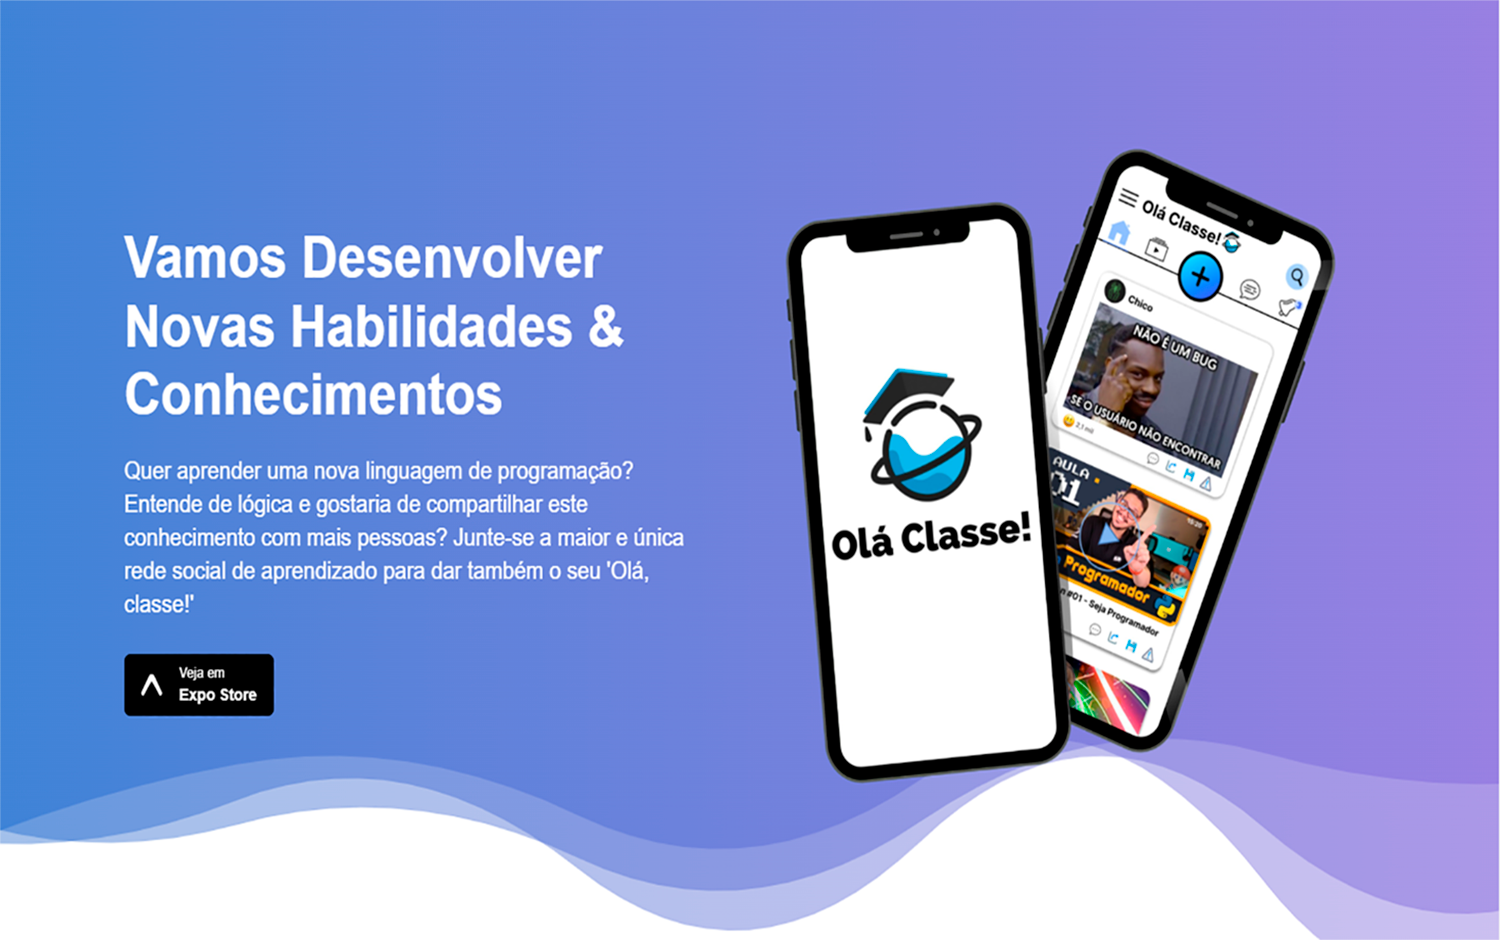 Vamos Desenvolver
Novas Habilidades &
Conhecimentos
Quer aprender uma nova linguagem de programação?
Entende de lógica e gostaria de compartilhar este
conhecimento com mais pessoas? Junte-se a maior e única
rede social de aprendizado para dar também o seu 'Olá,
classe!'
Veja em
Expo Store
Olá Classe!
Olá Classe!
Chico
NÃO É UM BUG
SE O USUÁRIO NÃO ENCONTRAR
2,1 mil
AULA
01
Programador
#01 - Seja Programador